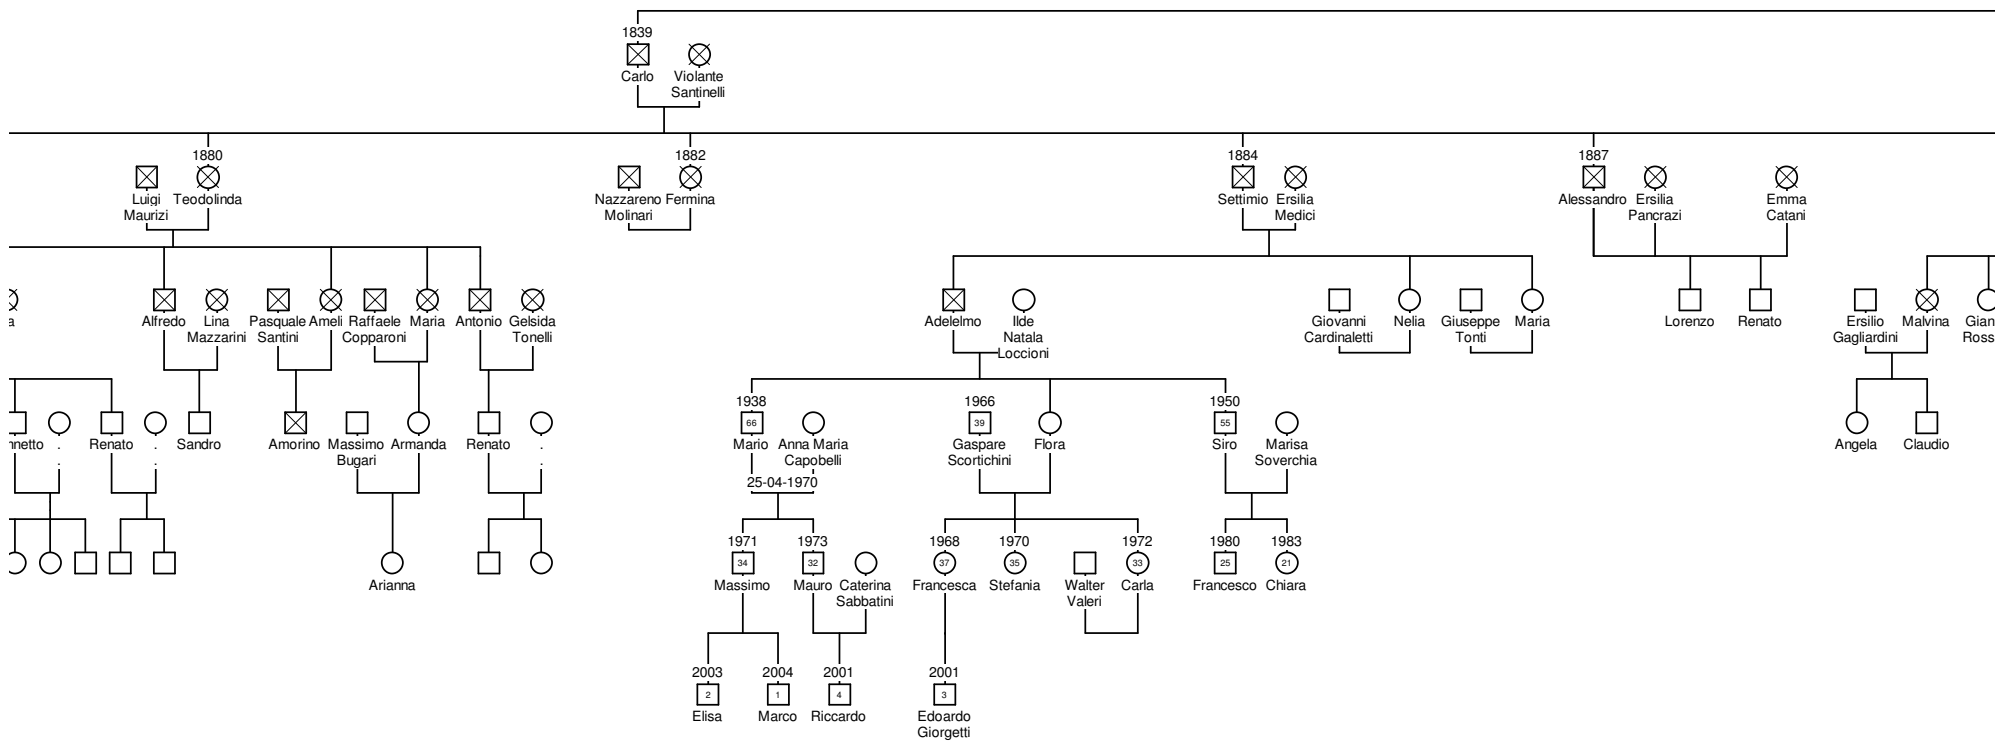 1839
Carlo
Violante
Santinelli
1880
1882
1884
1887
Luigi
Maurizi
Teodolinda
Nazzareno
Molinari
Fermina
Settimio
Ersilia
Medici
Alessandro
Ersilia
Pancrazi
Emma
Catani
a
Alfredo
Lina
Mazzarini
Pasquale
Santini
Ameli
Raffaele
Copparoni
Maria
Antonio
Gelsida
Tonelli
Adelelmo
Ilde
Natala
Loccioni
Giovanni
Cardinaletti
Nelia
Giuseppe
Tonti
Maria
Lorenzo
Renato
Ersilio
Gagliardini
Malvina
Gian
Ross
1938
1966
1950
66
39
55
nnetto
.
.
Renato
.
.
Sandro
Amorino
Massimo
Bugari
Armanda
Renato
.
.
Mario
Anna Maria
Capobelli
Gaspare
Scortichini
Flora
Siro
Marisa
Soverchia
Angela
Claudio
25-04-1970
1971
1973
1968
1970
1972
1980
1983
34
32
37
35
33
25
21
Arianna
Massimo
Mauro
Caterina
Sabbatini
Francesca
Stefania
Walter
Valeri
Carla
Francesco
Chiara
2003
2004
2001
2001
2
1
4
3
Elisa
Marco
Riccardo
Edoardo
Giorgetti